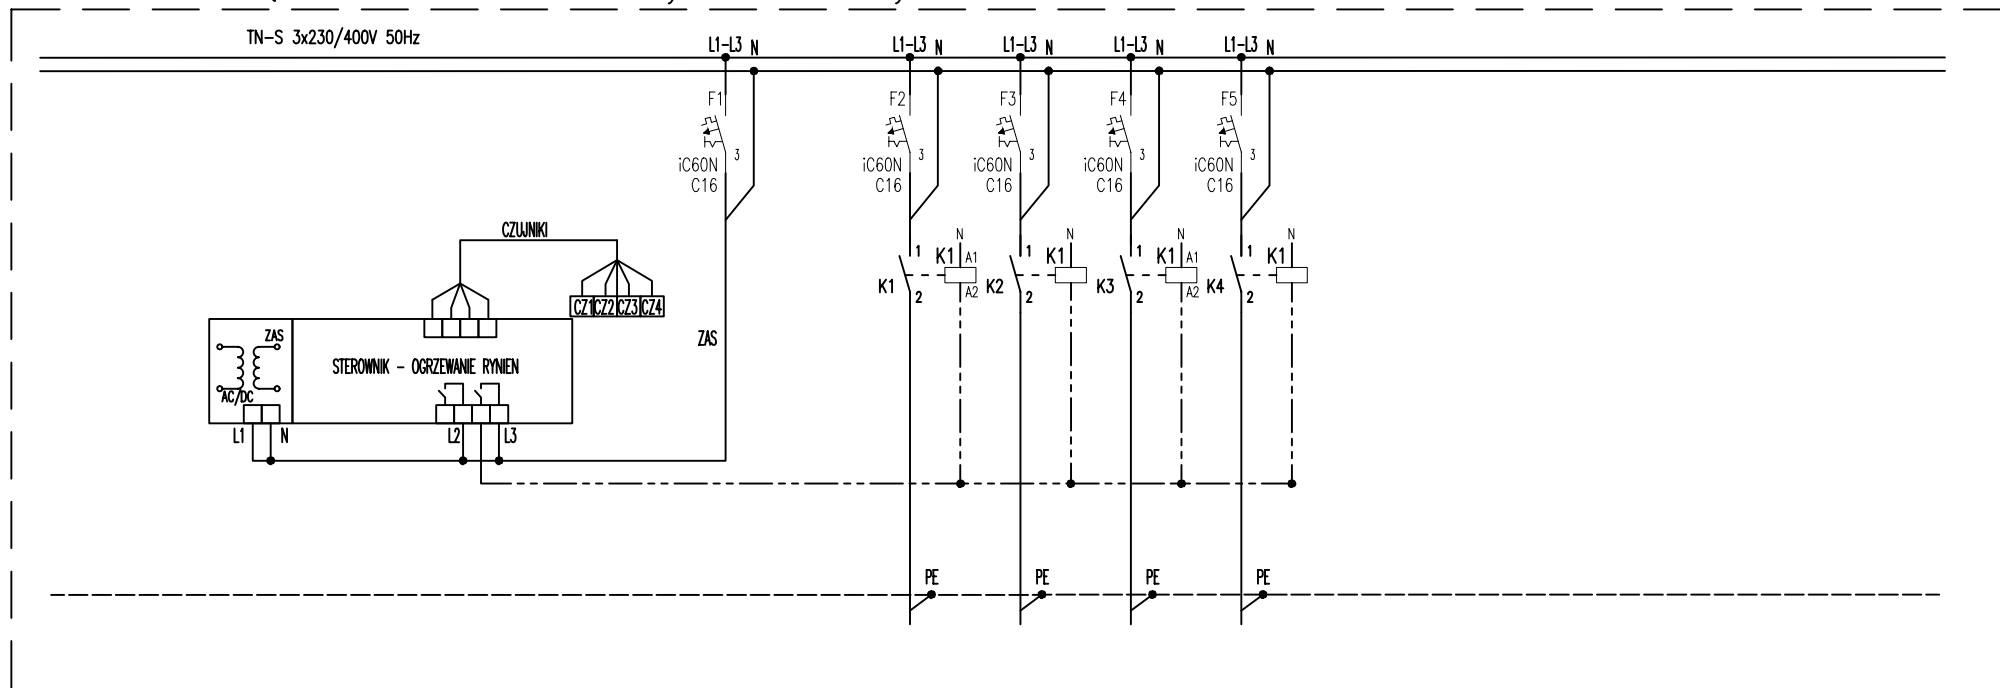 TN-S 3x230/400V 50Hz
L1-L3 N
L1-L3 N
L1-L3 N
L1-L3 N
L1-L3 N
F1
F2
F3
F4
F5
3
3
3
3
3
iC60N
C16
iC60N
C16
iC60N
C16
iC60N
C16
iC60N
C16
CZUJNIKI
CZ1 CZ2 CZ3 CZ4
ZAS
STEROWNIK - OGRZEWANIE RYNIEN
AC/DC
L1 N
L2 L3
ZAS
1
K1
2
N
K1 A1
A2
1
K2
2
N
K1
1
K3
2
N
K1 A1
A2
1
K4
2
N
K1
PE
PE
PE
PE